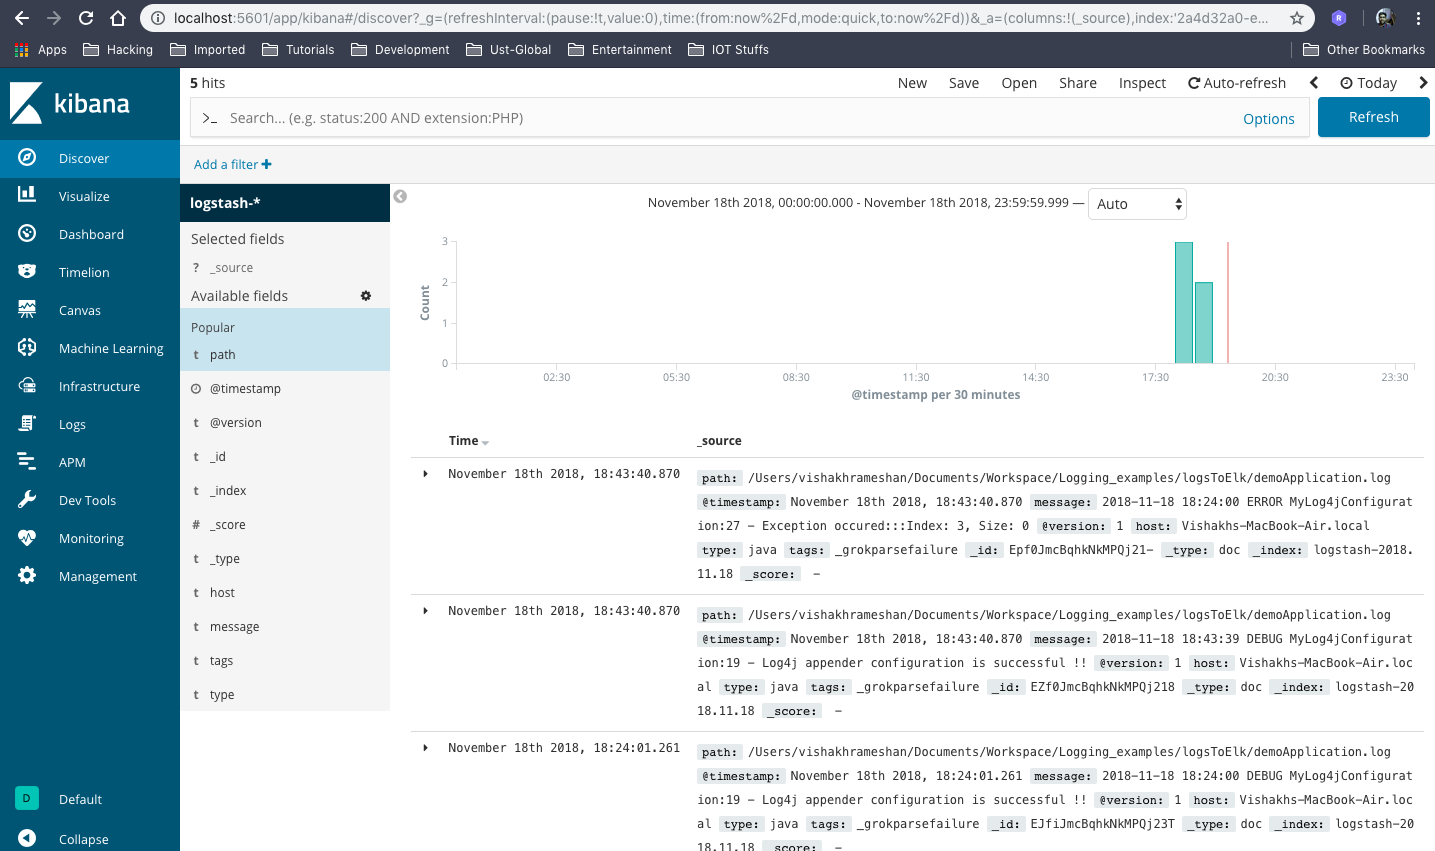 localhost:5601/app/kibana#/discover?_g=(refreshInterval:(pause:!t,value:0),time:(from:now%2Fd,mode:quick,to:now%2Fd))&_a=(columns:!(_source),index:'2a4d32a0-e...
Apps Hacking Imported Tutorials Development Ust-Global Entertainment IOT Stuffs Other Bookmarks
kibana
Discover
Visualize
Dashboard
Timelion
Canvas
Machine Learning
Infrastructure
Logs
APM
Dev Tools
Monitoring
Management
D Default
Collapse
5 hits
New Save Open Share Inspect Auto-refresh Today
>_ Search... (e.g. status:200 AND extension:PHP) Options Refresh
Add a filter
logstash-*
Selected fields
? _source
Available fields
Popular
t path
@timestamp
t @version
t _id
t _index
# _score
t _type
t host
t message
t tags
t type
November 18th 2018, 00:00:00.000 - November 18th 2018, 23:59:59.999 — Auto
Count
3
2
1
0
02:30 05:30 08:30 11:30 14:30 17:30 20:30 23:30
@timestamp per 30 minutes
Time _source
November 18th 2018, 18:43:40.870 path: /Users/vishakhrameshan/Documents/Workspace/Logging_examples/logsToElk/demoApplication.log
@timestamp: November 18th 2018, 18:43:40.870 message: 2018-11-18 18:24:00 ERROR MyLog4jConfigurat
ion:27 - Exception occured:::Index: 3, Size: 0 @version: 1 host: Vishakhs-MacBook-Air.local
type: java tags: _grokparsefailure _id: Epf0JmcBqhkNkMPQj21- _type: doc _index: logstash-2018.
11.18 _score: -
November 18th 2018, 18:43:40.870 path: /Users/vishakhrameshan/Documents/Workspace/Logging_examples/logsToElk/demoApplication.log
@timestamp: November 18th 2018, 18:43:40.870 message: 2018-11-18 18:43:39 DEBUG MyLog4jConfigurat
ion:19 - Log4j appender configuration is successful !! @version: 1 host: Vishakhs-MacBook-Air.loc
al type: java tags: _grokparsefailure _id: EZf0JmcBqhkNkMPQj218 _type: doc _index: logstash-20
18.11.18 _score: -
November 18th 2018, 18:24:01.261 path: /Users/vishakhrameshan/Documents/Workspace/Logging_examples/logsToElk/demoApplication.log
@timestamp: November 18th 2018, 18:24:01.261 message: 2018-11-18 18:24:00 DEBUG MyLog4jConfigurat
ion:19 - Log4j appender configuration is successful !! @version: 1 host: Vishakhs-MacBook-Air.loc
al type: java tags: _grokparsefailure _id: EJfiJmcBqhkNkMPQj23T _type: doc _index: logstash-20
18.11.18 _score: -